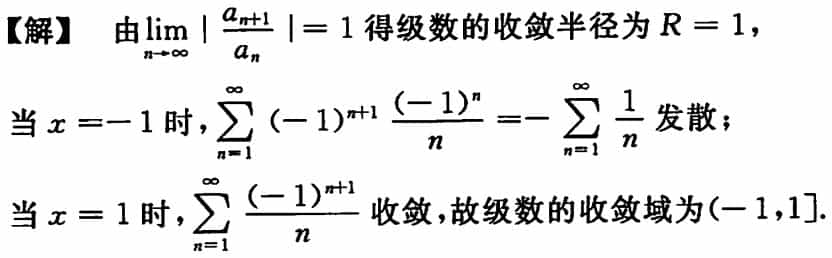 【解】 由$\lim_{n \to \infty} | \frac{a_{n+1}}{a_n} | = 1$ 得级数的收敛半径为 $R = 1$,
当 $x = -1$ 时, $\sum_{n=1}^{\infty} (-1)^{n+1} \frac{(-1)^n}{n} = - \sum_{n=1}^{\infty} \frac{1}{n}$ 发散;
当 $x = 1$ 时, $\sum_{n=1}^{\infty} \frac{(-1)^{n+1}}{n}$ 收敛,故级数的收敛域为$(-1,1]$.